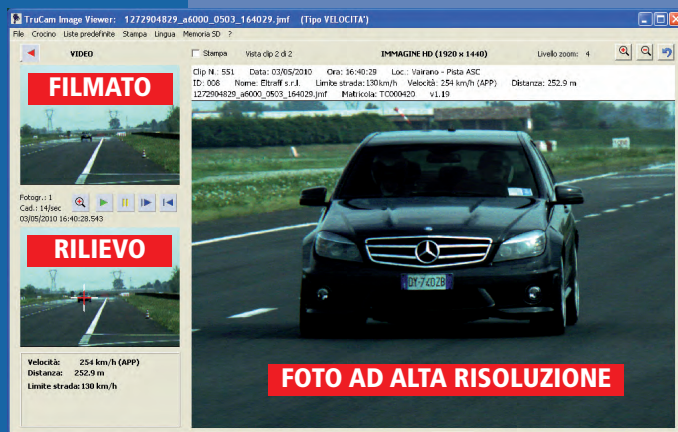 TruCam Image Viewer: 1272904829_a6000_0503_164029.jmf (Tipo VELOCITA')
File Crocino Liste predefinite Stampa Lingua Memoria SD ?
VIDEO
Stampa Vista clip 2 di 2 IMMAGINE HD (1920 x 1440) Livello zoom: 4
Clip N.: 551 Data: 03/05/2010 Ora: 16:40:29 Loc.: Vairano - Pista ASC
ID: 008 Nome: Eltraff s.r.l. Limite strada: 130km/h Velocità: 254 km/h (APP) Distanza: 252.9 m
1272904829_a6000_0503_164029.jmf Matricola: TC000420 v1.19
FILMATO
Fotogr.: 1
Cad.: 14/sec
03/05/2010 16:40:28.543
RILIEVO
Velocità: 254 km/h (APP)
Distanza: 252.9 m
Limite strada: 130 km/h
FOTO AD ALTA RISOLUZIONE